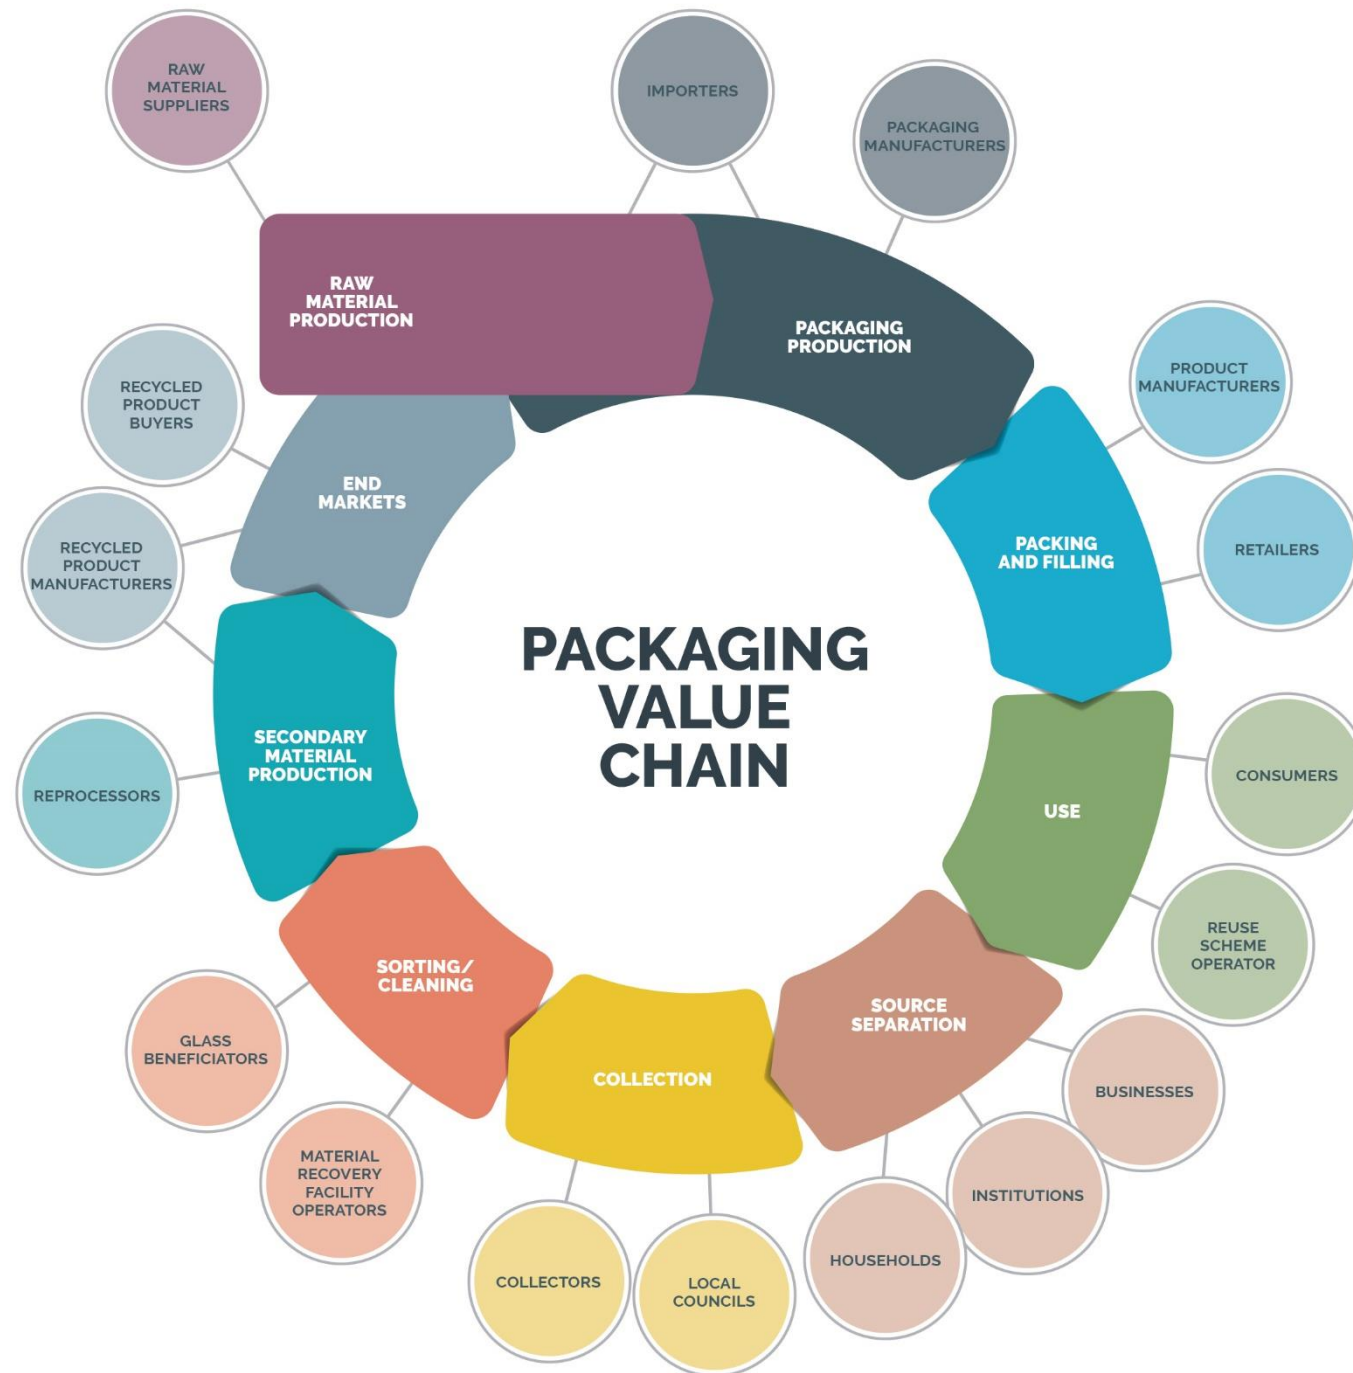 RAW
MATERIAL
SUPPLIERS
IMPORTERS
PACKAGING
MANUFACTURERS
RAW
MATERIAL
PRODUCTION
PACKAGING
PRODUCTION
PRODUCT
MANUFACTURERS
RECYCLED
PRODUCT
BUYERS
END
MARKETS
PACKING
AND FILLING
RETAILERS
RECYCLED
PRODUCT
MANUFACTURERS
PACKAGING
VALUE
CHAIN
SECONDARY
MATERIAL
PRODUCTION
REPROCESSORS
USE
CONSUMERS
REUSE
SCHEME
OPERATOR
SORTING/
CLEANING
SOURCE
SEPARATION
GLASS
BENEFICIATORS
COLLECTION
BUSINESSES
MATERIAL
RECOVERY
FACILITY
OPERATORS
INSTITUTIONS
HOUSEHOLDS
COLLECTORS
LOCAL
COUNCILS